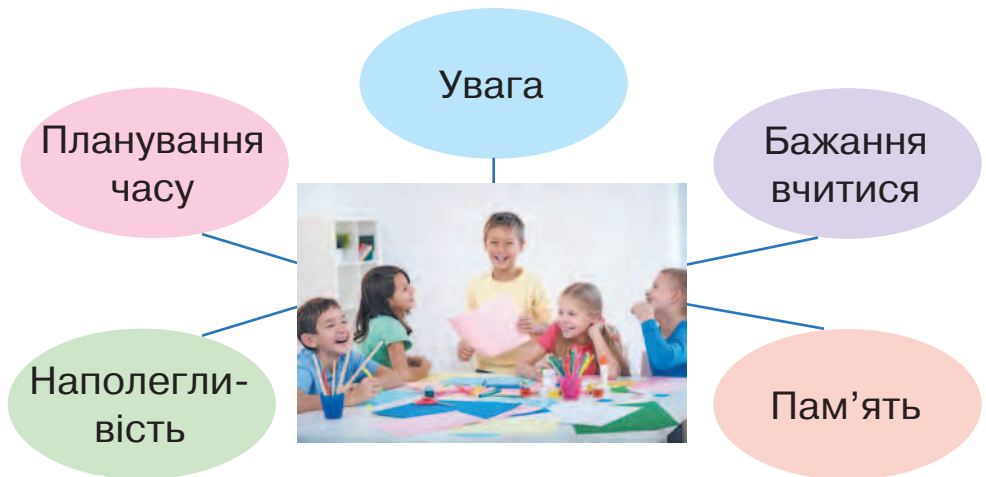 Увага
Планування
часу
Бажання
вчитися
Наполегли-
вість
Пам’ять